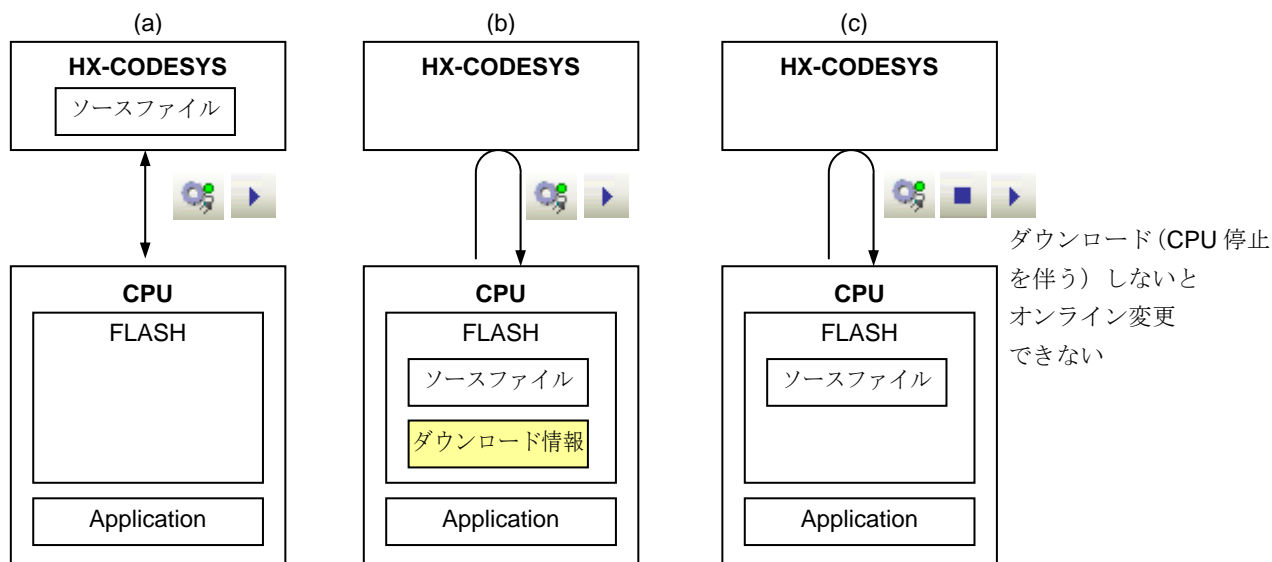 (a)
HX-CODESYS
ソースファイル
CPU
FLASH
Application
(b)
HX-CODESYS
CPU
FLASH
ソースファイル
ダウンロード情報
Application
(c)
HX-CODESYS
CPU
FLASH
ソースファイル
Application
ダウンロード(CPU 停止
を伴う)しないと
オンライン変更
できない